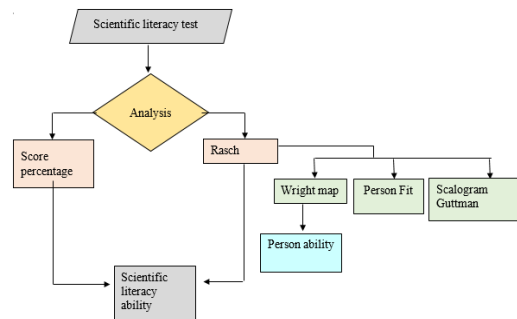 Scientific literacy test
Analysis
Score
percentage
Rasch
Wright map
Person Fit
Scalogram
Guttman
Person ability
Scientific
literacy
ability